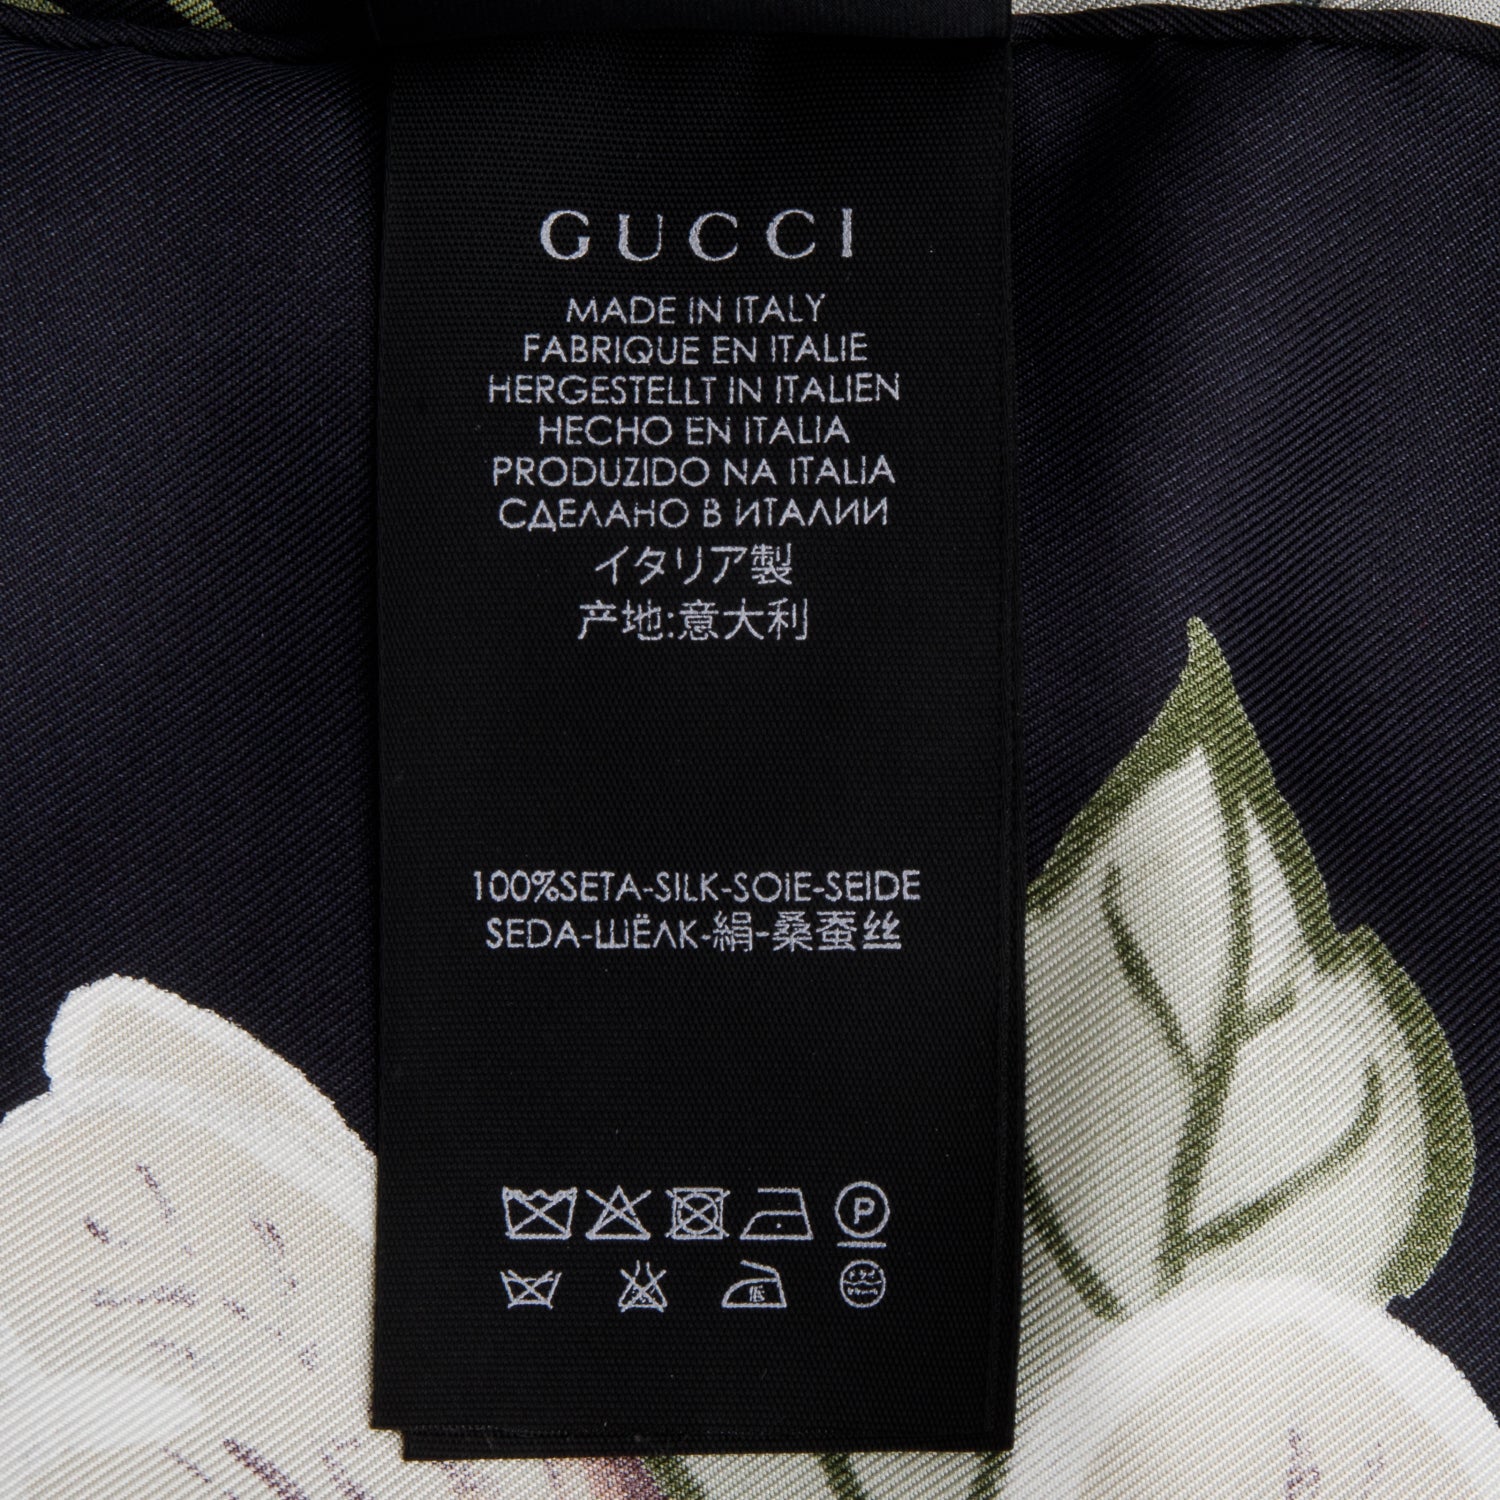 GUCCI
MADE IN ITALY
FABRIQUE EN ITALIE
HERGESTELLT IN ITALIEN
HECHO EN ITALIA
PRODUZIDO NA ITALIA
СДЕЛАНО В ИТАЛИИ
イタリア製
产地:意大利
100%SETA-SILK-SOIE-SEIDE
SEDA-ШЁЛК-絹-桑蚕丝
P
低